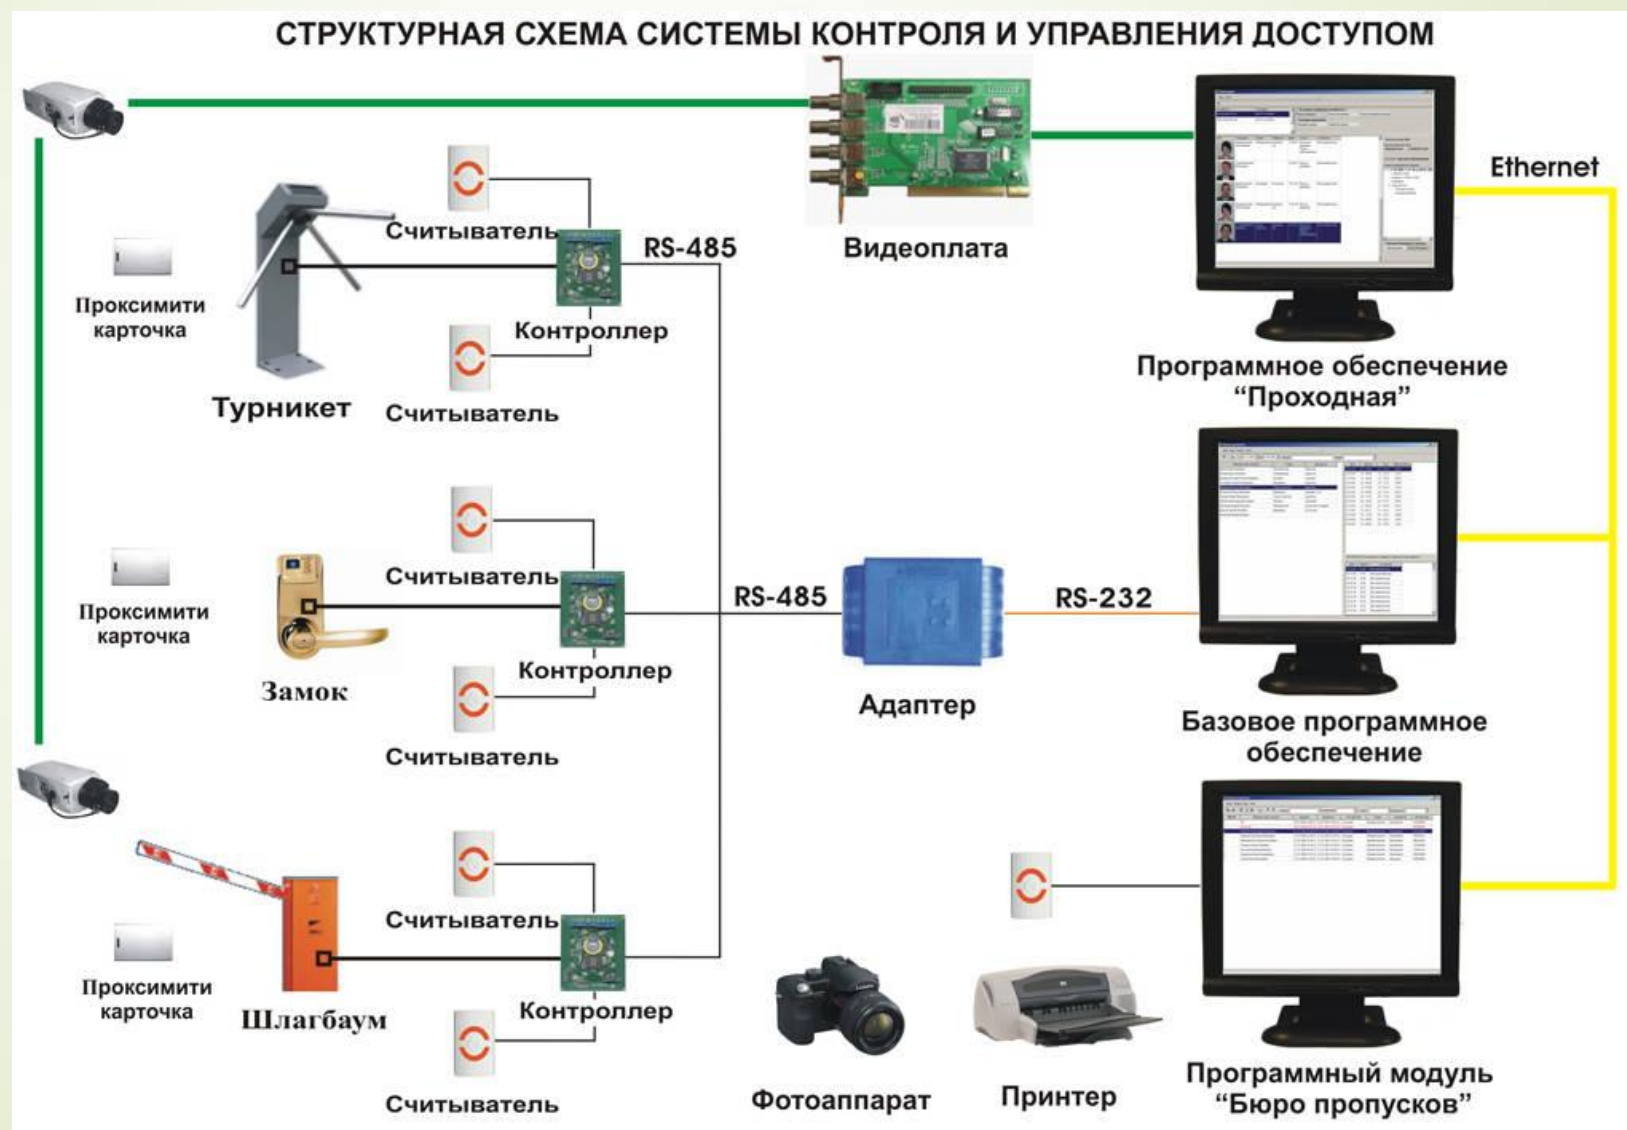 СТРУКТУРНАЯ СХЕМА СИСТЕМЫ КОНТРОЛЯ И УПРАВЛЕНИЯ ДОСТУПОМ
Ethernet
Считыватель
RS-485
Видеоплата
Проксимити
карточка
Контроллер
Программное обеспечение
“Проходная”
Турникет
Считыватель
Считыватель
RS-485
RS-232
Проксимити
карточка
Контроллер
Замок
Адаптер
Базовое программное
обеспечение
Считыватель
Считыватель
Проксимити
карточка
Шлагбаум
Контроллер
Считыватель
Фотоаппарат
Принтер
Программный модуль
“Бюро пропусков”